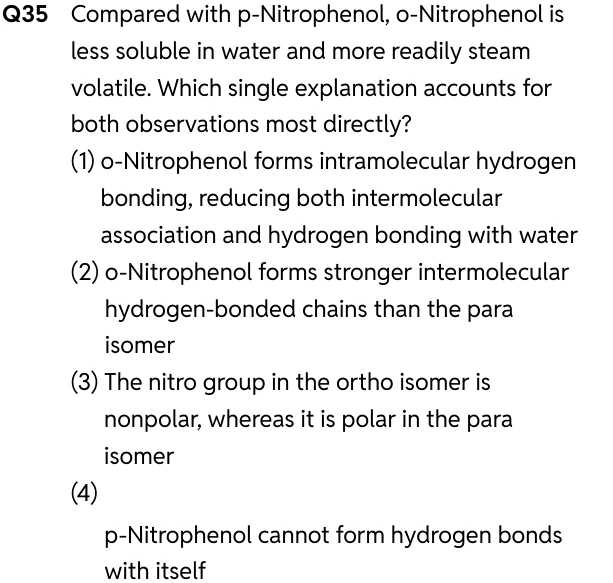 Q35 Compared with p-Nitrophenol, o-Nitrophenol is
less soluble in water and more readily steam
volatile. Which single explanation accounts for
both observations most directly?
(1) o-Nitrophenol forms intramolecular hydrogen
bonding, reducing both intermolecular
association and hydrogen bonding with water
(2) o-Nitrophenol forms stronger intermolecular
hydrogen-bonded chains than the para
isomer
(3) The nitro group in the ortho isomer is
nonpolar, whereas it is polar in the para
isomer
(4)
p-Nitrophenol cannot form hydrogen bonds
with itself